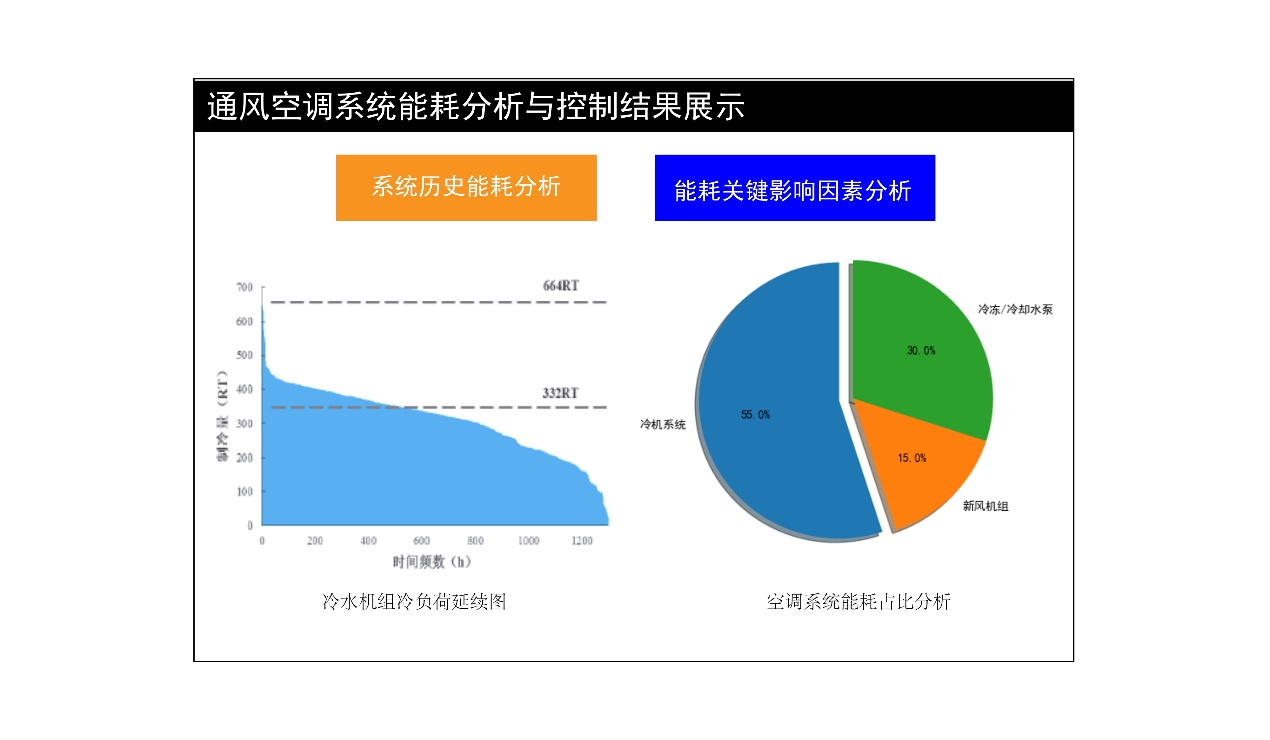 通风空调系统能耗分析与控制结果展示
系统历史能耗分析
能耗关键影响因素分析
664RT
332RT
制冷量（RT）
700
600
500
400
300
200
100
0
0 200 400 600 800 1000 1200
时间频数（h）
冷水机组冷负荷延续图
冷冻/冷却水泵
30.0%
55.0%
冷机系统
15.0%
新风机组
空调系统能耗占比分析